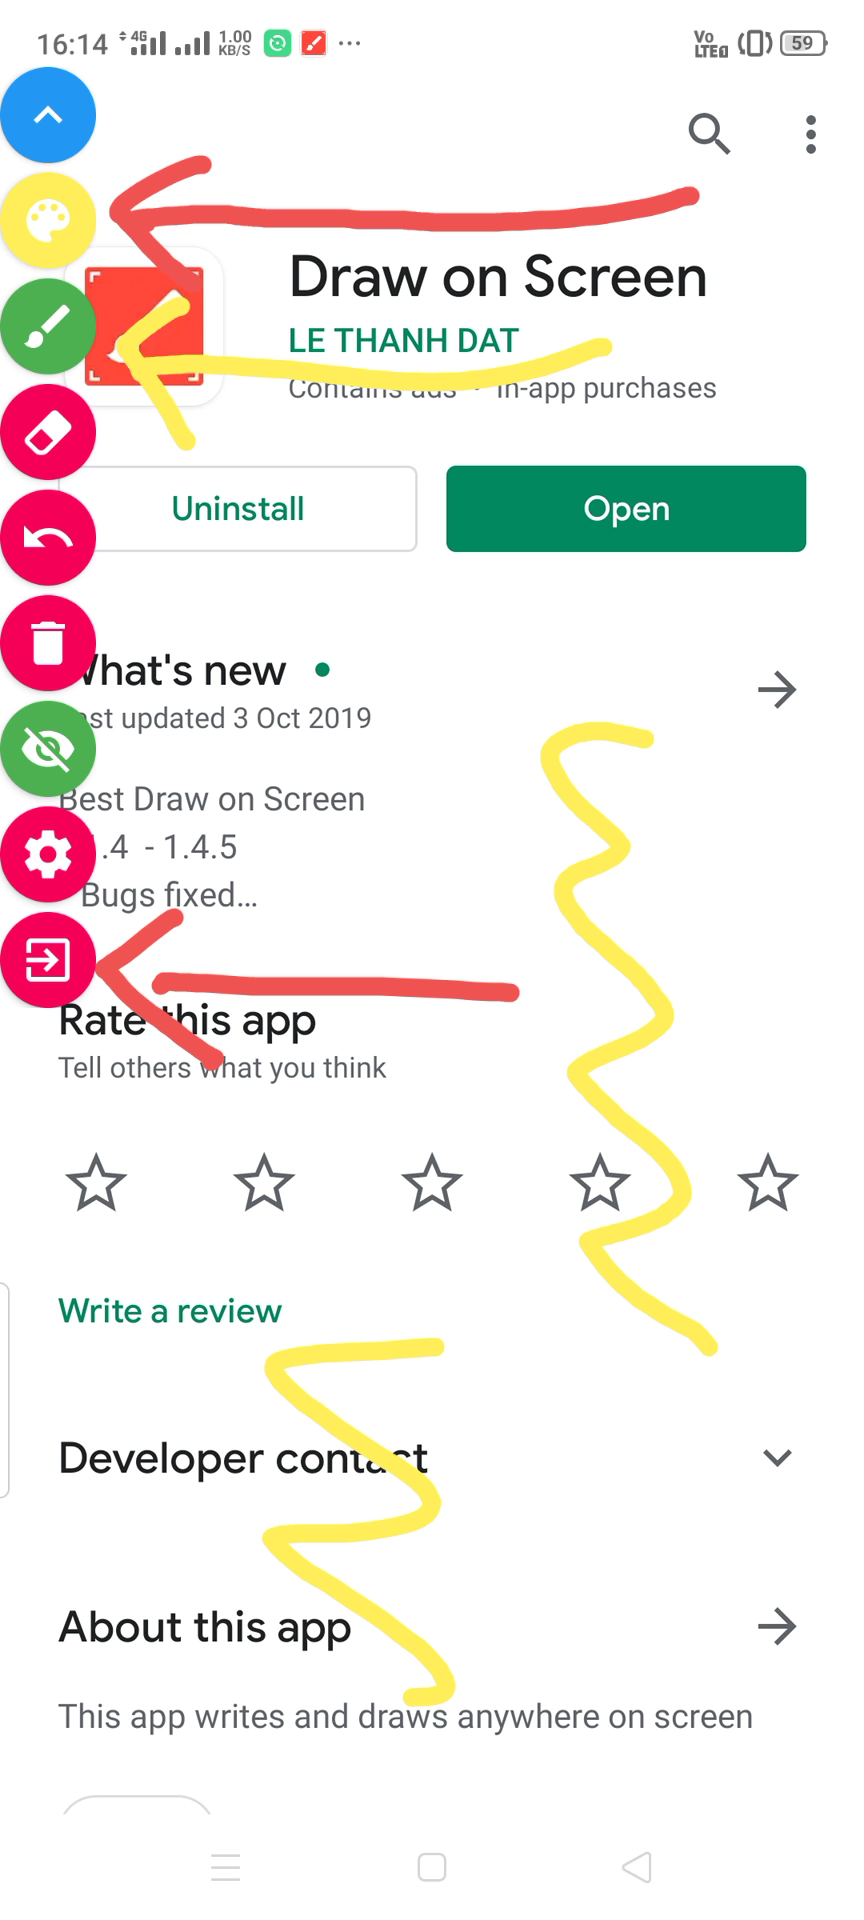 16:14 4G 1.00 KB/S ... Vo LTE 59
Draw on Screen
LE THANH DAT
Contains ads · In-app purchases
Uninstall
Open
What's new •
Last updated 3 Oct 2019
Best Draw on Screen
.4 - 1.4.5
Bugs fixed...
Rate this app
Tell others what you think
Write a review
Developer contact
About this app
This app writes and draws anywhere on screen